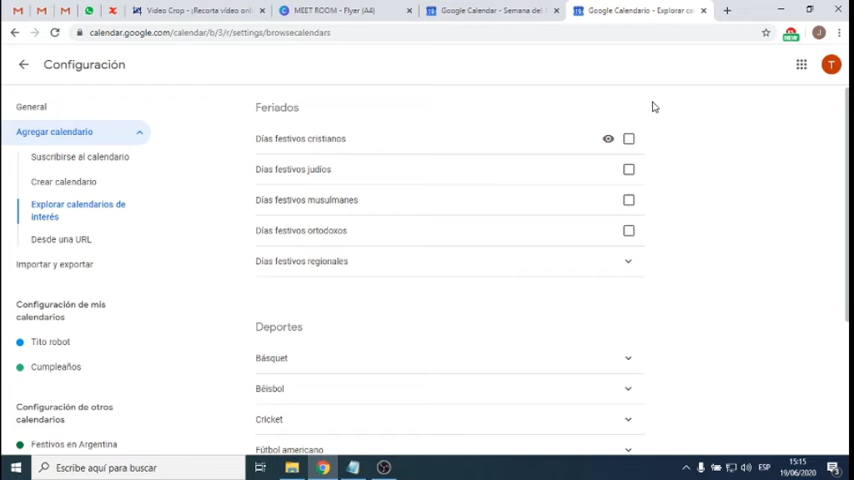 Video Crop - ¡Recorta vídeo onlin
MEET ROOM - Flyer (A4)
Google Calendar - Semana del
Google Calendario - Explorar ca
calendar.google.com/calendar/b/3/r/settings/browsecalendars
NEW
J
Configuración
T
General
Agregar calendario
Suscribirse al calendario
Crear calendario
Explorar calendarios de
interés
Desde una URL
Importar y exportar
Configuración de mis
calendarios
Tito robot
Cumpleaños
Configuración de otros
calendarios
Festivos en Argentina
Feriados
Días festivos cristianos
Días festivos judíos
Días festivos musulmanes
Días festivos ortodoxos
Días festivos regionales
Deportes
Básquet
Béisbol
Cricket
Fútbol americano
Escribe aquí para buscar
ESP
15:15
19/06/2020